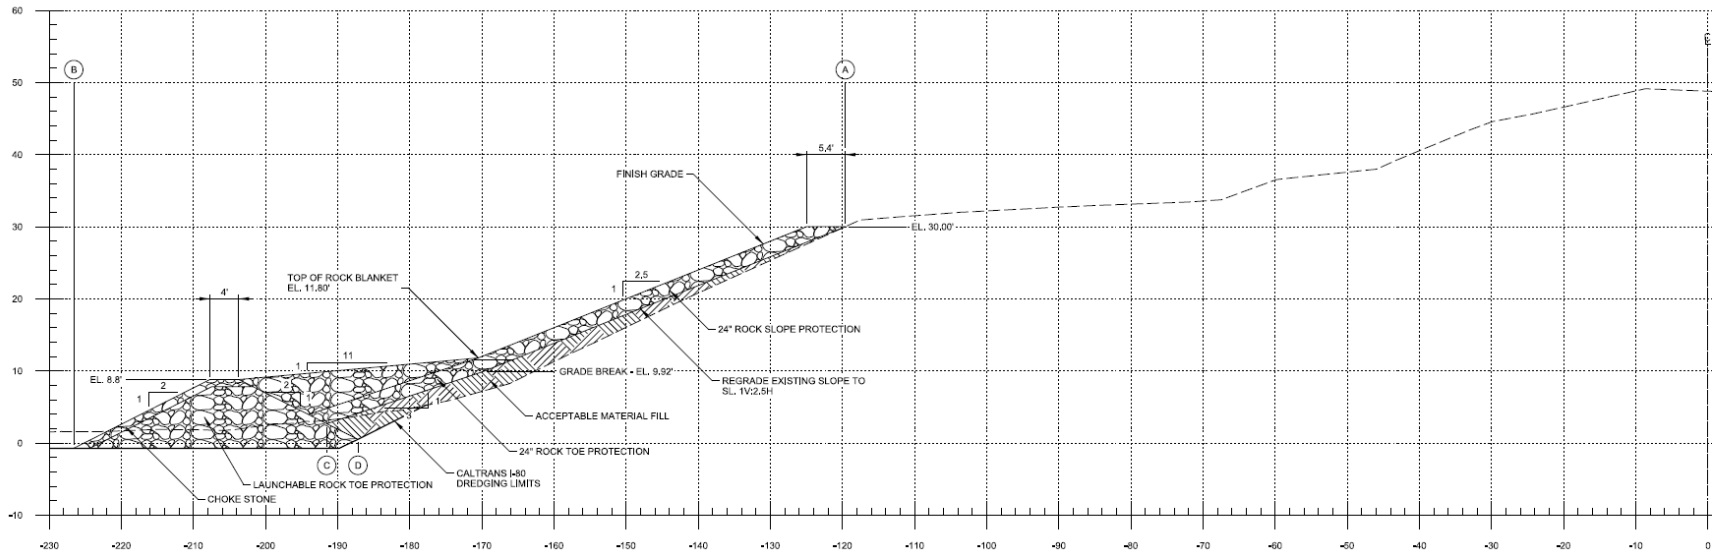 60
50
40
30
20
10
0
-10
B
A
5.4'
FINISH GRADE
EL. 30.00'
TOP OF ROCK BLANKET
EL. 11.80'
2.5
1
4'
24" ROCK SLOPE PROTECTION
11
1
EL. 8.8'
2
1
2
1
GRADE BREAK - EL. 9.92'
REGRADE EXISTING SLOPE TO
SL. 1V:2.5H
3
1
ACCEPTABLE MATERIAL FILL
24" ROCK TOE PROTECTION
C
D
CALTRANS I-80
DREDGING LIMITS
LAUNCHABLE ROCK TOE PROTECTION
CHOKE STONE
-230
-220
-210
-200
-190
-180
-170
-160
-150
-140
-130
-120
-110
-100
-90
-80
-70
-60
-50
-40
-30
-20
-10
0